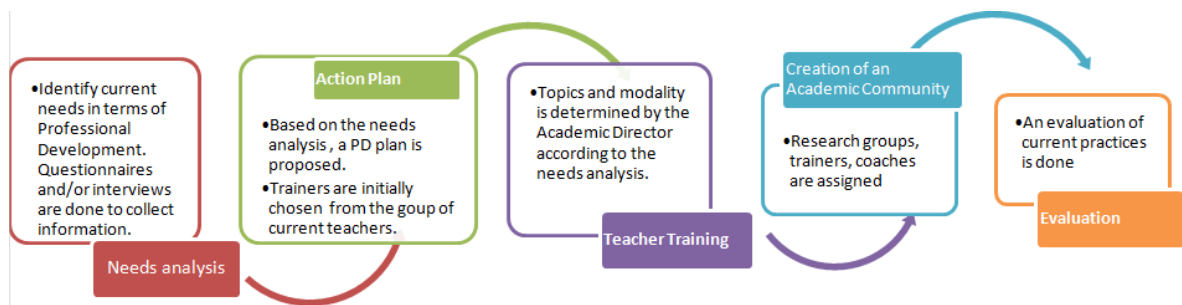 •Identify current
needs in terms of
Professional
Development.
Questionnaires
and/or interviews
are done to collect
information.
Needs analysis
Action Plan
•Based on the needs
analysis , a PD plan is
proposed.
•Trainers are initially
chosen from the goup of
current teachers.
•Topics and modality
is determined by the
Academic Director
according to the
needs analysis.
Teacher Training
Creation of an
Academic Community
•Research groups,
trainers, coaches
are assigned
•An evaluation of
current practices
is done
Evaluation